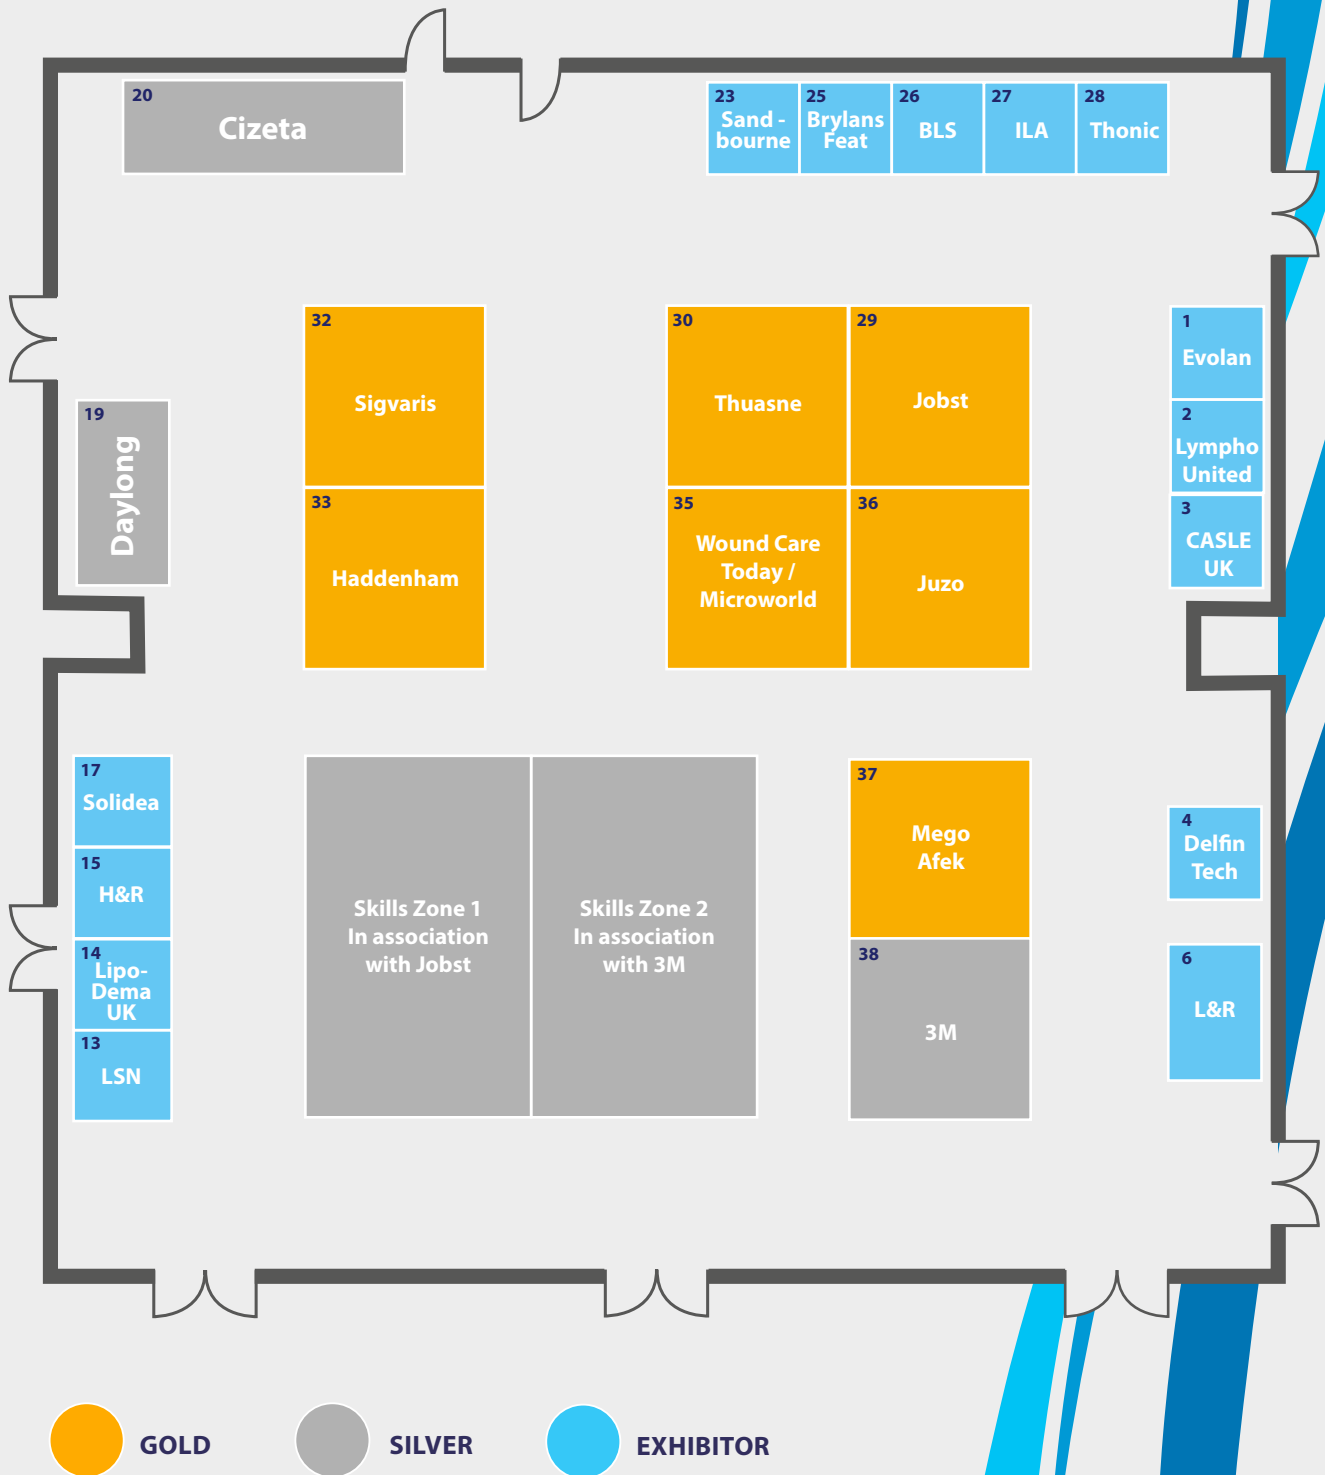 20
Cizeta
23
Sand -
bourne
25
Brylans
Feat
26
BLS
27
ILA
28
Thonic
32
Sigvaris
30
Thuasne
29
Jobst
1
Evolan
19
Daylong
2
Lympho
United
33
Haddenham
35
Wound Care
Today /
Microworld
36
Juzo
3
CASLE
UK
17
Solidea
15
H&R
14
Lipo-
Dema
UK
13
LSN
Skills Zone 1
In association
with Jobst
Skills Zone 2
In association
with 3M
37
Mego
Afek
38
3M
4
Delfin
Tech
6
L&R
GOLD
SILVER
EXHIBITOR